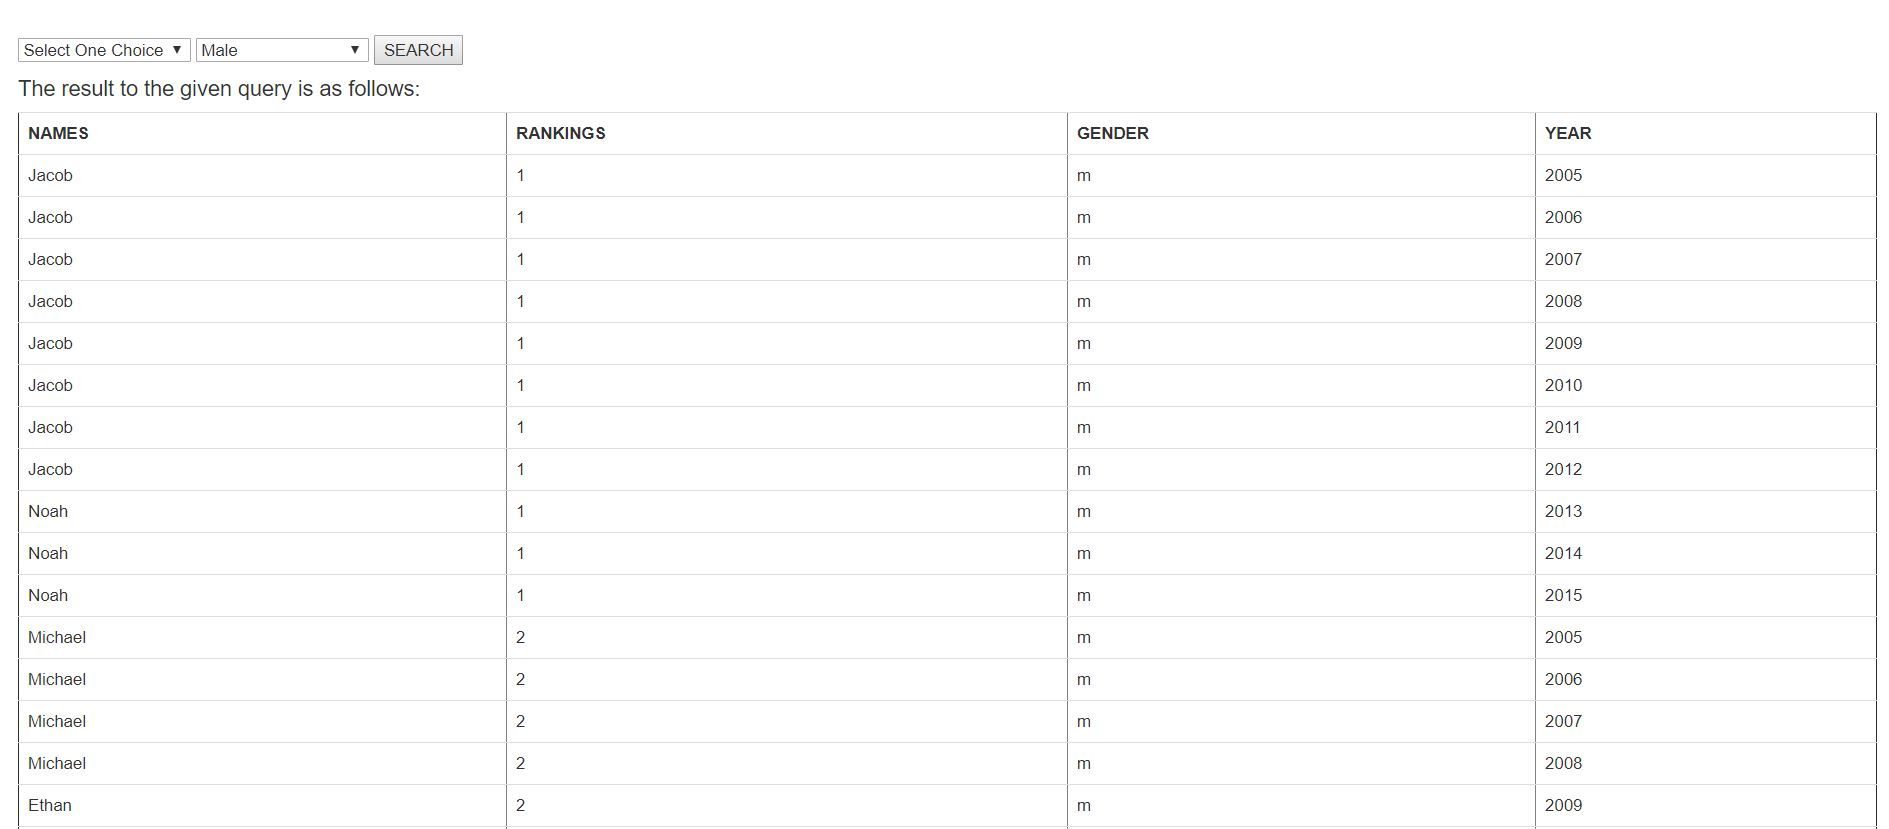 Select One Choice Male SEARCH
The result to the given query is as follows:
NAMES RANKINGS GENDER YEAR
Jacob 1 m 2005
Jacob 1 m 2006
Jacob 1 m 2007
Jacob 1 m 2008
Jacob 1 m 2009
Jacob 1 m 2010
Jacob 1 m 2011
Jacob 1 m 2012
Noah 1 m 2013
Noah 1 m 2014
Noah 1 m 2015
Michael 2 m 2005
Michael 2 m 2006
Michael 2 m 2007
Michael 2 m 2008
Ethan 2 m 2009